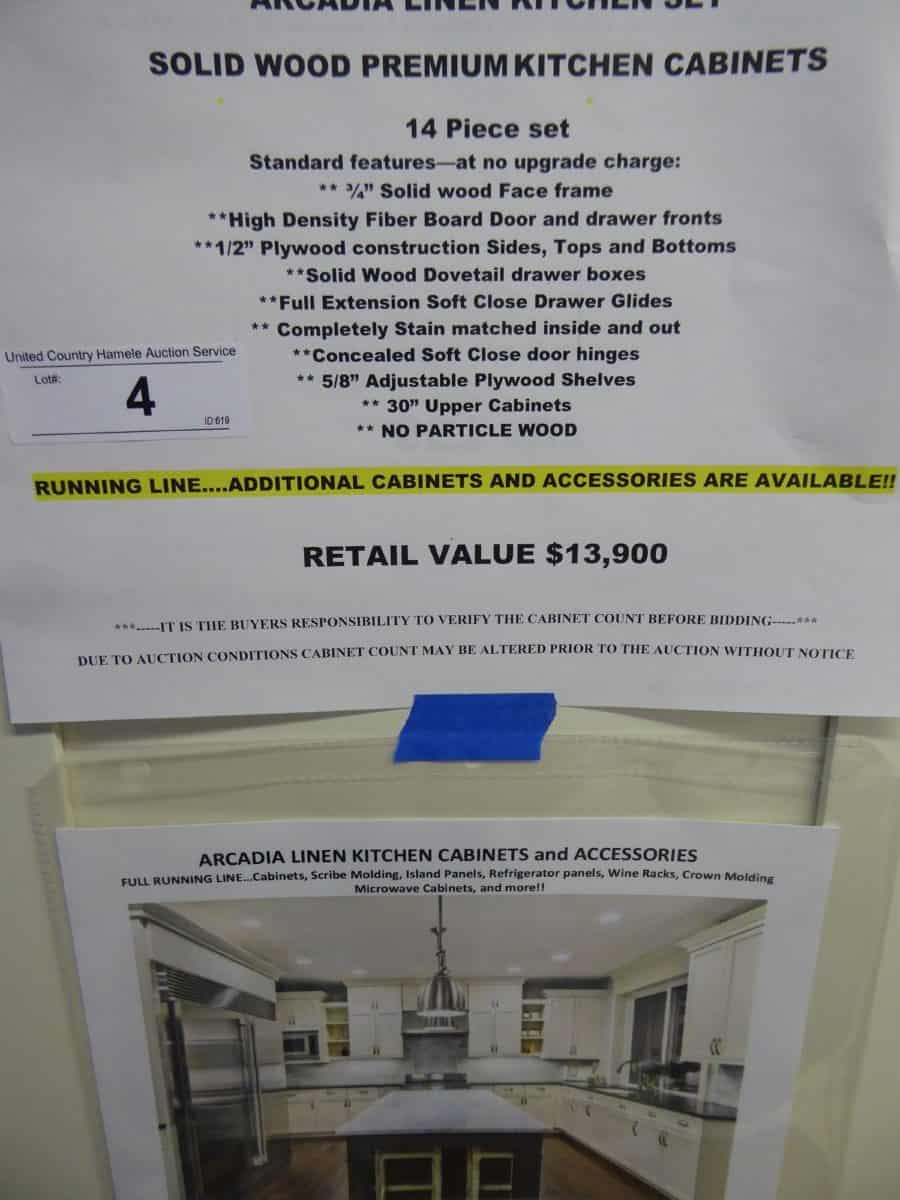 ARCADIA LINEN KITCHEN SET
SOLID WOOD PREMIUM KITCHEN CABINETS
14 Piece set
Standard features—at no upgrade charge:
** ¾” Solid wood Face frame
**High Density Fiber Board Door and drawer fronts
**1/2” Plywood construction Sides, Tops and Bottoms
**Solid Wood Dovetail drawer boxes
**Full Extension Soft Close Drawer Glides
** Completely Stain matched inside and out
**Concealed Soft Close door hinges
** 5/8” Adjustable Plywood Shelves
** 30” Upper Cabinets
** NO PARTICLE WOOD
United Country Hamele Auction Service
Lot#:
4
ID:619
RUNNING LINE....ADDITIONAL CABINETS AND ACCESSORIES ARE AVAILABLE!!
RETAIL VALUE $13,900
***-----IT IS THE BUYERS RESPONSIBILITY TO VERIFY THE CABINET COUNT BEFORE BIDDING-----***
DUE TO AUCTION CONDITIONS CABINET COUNT MAY BE ALTERED PRIOR TO THE AUCTION WITHOUT NOTICE
ARCADIA LINEN KITCHEN CABINETS and ACCESSORIES
FULL RUNNING LINE...Cabinets, Scribe Molding, Island Panels, Refrigerator panels, Wine Racks, Crown Molding
Microwave Cabinets, and more!!